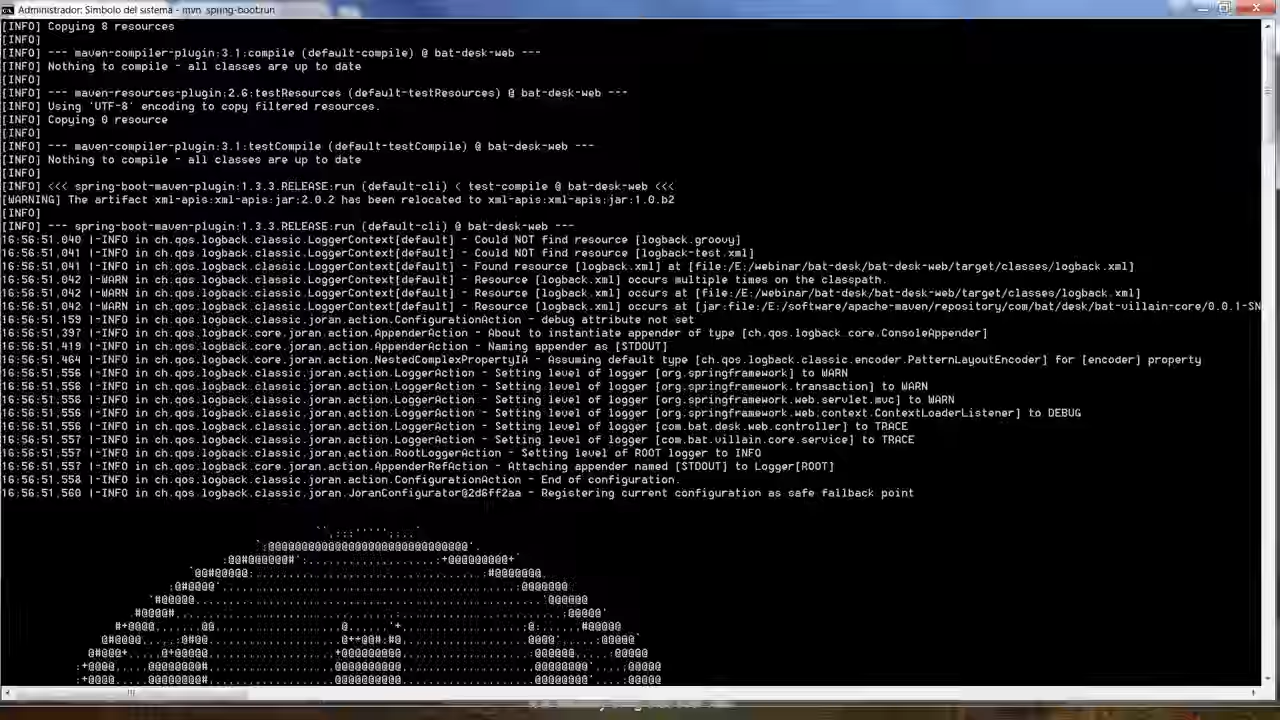 Administrador: Símbolo del sistema - mvn spring-boot:run
[INFO] Copying 8 resources
[INFO]
[INFO] --- maven-compiler-plugin:3.1:compile (default-compile) @ bat-desk-web ---
[INFO] Nothing to compile - all classes are up to date
[INFO]
[INFO] --- maven-resources-plugin:2.6:testResources (default-testResources) @ bat-desk-web ---
[INFO] Using 'UTF-8' encoding to copy filtered resources.
[INFO] Copying 0 resource
[INFO]
[INFO] --- maven-compiler-plugin:3.1:testCompile (default-testCompile) @ bat-desk-web ---
[INFO] Nothing to compile - all classes are up to date
[INFO]
[INFO] <<< spring-boot-maven-plugin:1.3.3.RELEASE:run (default-cli) < test-compile @ bat-desk-web <<<
[WARNING] The artifact xml-apis:xml-apis:jar:2.0.2 has been relocated to xml-apis:xml-apis:jar:1.0.b2
[INFO]
[INFO] --- spring-boot-maven-plugin:1.3.3.RELEASE:run (default-cli) @ bat-desk-web ---
16:56:51,040 |-INFO in ch.qos.logback.classic.LoggerContext[default] - Could NOT find resource [logback.groovy]
16:56:51,041 |-INFO in ch.qos.logback.classic.LoggerContext[default] - Could NOT find resource [logback-test.xml]
16:56:51,041 |-INFO in ch.qos.logback.classic.LoggerContext[default] - Found resource [logback.xml] at [file:/E:/webinar/bat-desk/bat-desk-web/target/classes/logback.xml]
16:56:51,042 |-WARN in ch.qos.logback.classic.LoggerContext[default] - Resource [logback.xml] occurs multiple times on the classpath.
16:56:51,042 |-WARN in ch.qos.logback.classic.LoggerContext[default] - Resource [logback.xml] occurs at [file:/E:/webinar/bat-desk/bat-desk-web/target/classes/logback.xml]
16:56:51,042 |-WARN in ch.qos.logback.classic.LoggerContext[default] - Resource [logback.xml] occurs at [jar:file:/E:/software/apache-maven/repository/com/bat/desk/bat-villain-core/0.0.1-SN
16:56:51,159 |-INFO in ch.qos.logback.classic.joran.action.ConfigurationAction - debug attribute not set
16:56:51,397 |-INFO in ch.qos.logback.core.joran.action.AppenderAction - About to instantiate appender of type [ch.qos.logback.core.ConsoleAppender]
16:56:51,419 |-INFO in ch.qos.logback.core.joran.action.AppenderAction - Naming appender as [STDOUT]
16:56:51,464 |-INFO in ch.qos.logback.core.joran.action.NestedComplexPropertyIA - Assuming default type [ch.qos.logback.classic.encoder.PatternLayoutEncoder] for [encoder] property
16:56:51,556 |-INFO in ch.qos.logback.classic.joran.action.LoggerAction - Setting level of logger [org.springframework] to WARN
16:56:51,556 |-INFO in ch.qos.logback.classic.joran.action.LoggerAction - Setting level of logger [org.springframework.transaction] to WARN
16:56:51,556 |-INFO in ch.qos.logback.classic.joran.action.LoggerAction - Setting level of logger [org.springframework.web.servlet.mvc] to WARN
16:56:51,556 |-INFO in ch.qos.logback.classic.joran.action.LoggerAction - Setting level of logger [org.springframework.web.context.ContextLoaderListener] to DEBUG
16:56:51,556 |-INFO in ch.qos.logback.classic.joran.action.LoggerAction - Setting level of logger [com.bat.desk.web.controller] to TRACE
16:56:51,557 |-INFO in ch.qos.logback.classic.joran.action.LoggerAction - Setting level of logger [com.bat.villain.core.service] to TRACE
16:56:51,557 |-INFO in ch.qos.logback.classic.joran.action.RootLoggerAction - Setting level of ROOT logger to INFO
16:56:51,557 |-INFO in ch.qos.logback.core.joran.action.AppenderRefAction - Attaching appender named [STDOUT] to Logger[ROOT]
16:56:51,558 |-INFO in ch.qos.logback.classic.joran.action.ConfigurationAction - End of configuration.
16:56:51,560 |-INFO in ch.qos.logback.classic.joran.JoranConfigurator@2d6ff2aa - Registering current configuration as safe fallback point